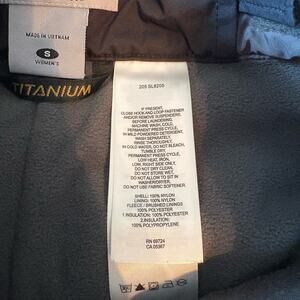 MADE IN VIETNAM
S
WOMEN'S
TITANIUM
205 SL8205
IF PRESENT,
CLOSE HOOK AND LOOP FASTENER
AND/OR REMOVE SUSPENDERS.
BEFORE LAUNDERING.
MACHINE WASH, COLD,
PERMANENT PRESS CYCLE,
IN MILD POWDERED DETERGENT,
WASH SEPARATELY,
RINSE THOROUGHLY,
IN COLD WATER, DO NOT BLEACH,
TUMBLE DRY,
PERMANENT PRESS CYCLE,
LOW HEAT, IRON,
LOW, RIGHT SIDE ONLY,
DO NOT DRY CLEAN,
DO NOT WET TO STORE,
DO NOT ALLOW TO SIT IN
WASHER/DRYER,
DO NOT USE FABRIC SOFTENER.
SHELL: 100% NYLON
LINING: 100% NYLON
FLEECE / BRUSHED LININGS
100% POLYESTER
1.INSULATION: 100% POLYESTER
2.INSULATION:
100% POLYPROPYLENE
RN 69724
CA 05367